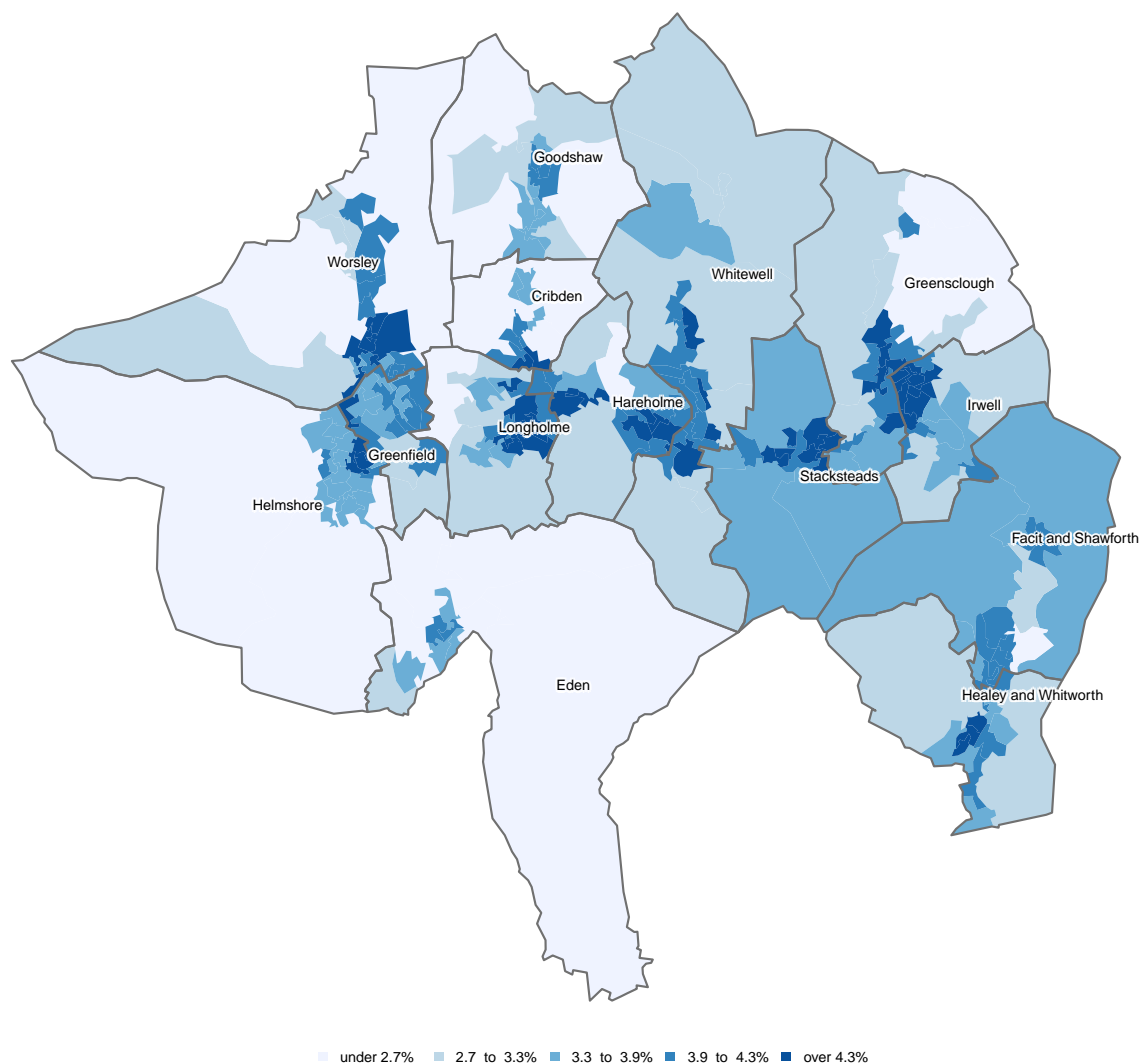 Goodshaw
Worsley
Whitewell
Greensclough
Cribden
Hareholme
Irwell
Longholme
Greenfield
Stacksteads
Helmshore
Facit and Shawforth
Eden
Healey and Whitworth
under 2.7% 2.7 to 3.3% 3.3 to 3.9% 3.9 to 4.3% over 4.3%